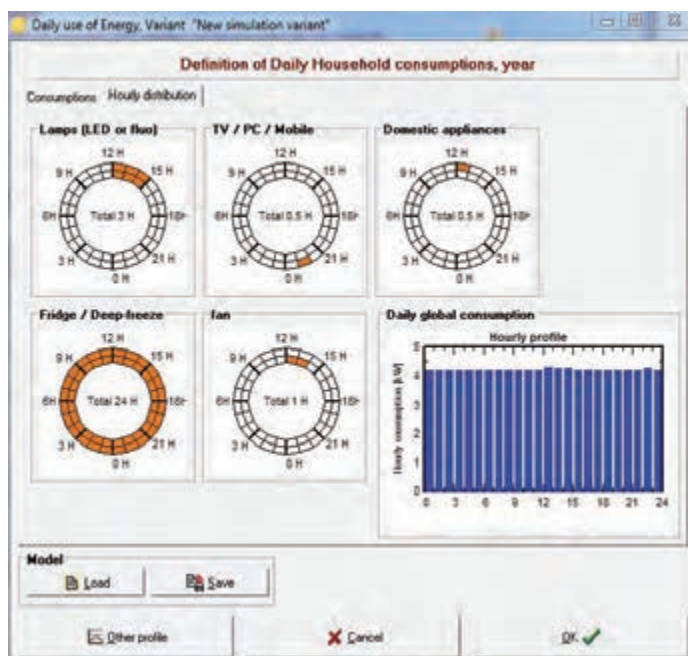 Daily use of Energy, Variant "New simulation variant"
Definition of Daily Household consumptions, year
Consumptions Hourly distribution
Lamps (LED or fluo)
12 H
9 H 15 H
6H Total 3 H 18H
3 H 21 H
0 H
TV / PC / Mobile
12 H
9 H 15 H
6H Total 0.5 H 18H
3 H 21 H
0 H
Domestic appliances
12 H
9 H 15 H
6H Total 0.5 H 18H
3 H 21 H
0 H
Fridge / Deep-freeze
12 H
9 H 15 H
6H Total 24 H 18H
3 H 21 H
0 H
Fan
12 H
9 H 15 H
6H Total 1 H 18H
3 H 21 H
0 H
Daily global consumption
Hourly profile
Hourly consumption [kW]
5
4
3
2
1
0
0 3 6 9 12 15 18 21 24
Model
Load Save
Other profile Cancel OK